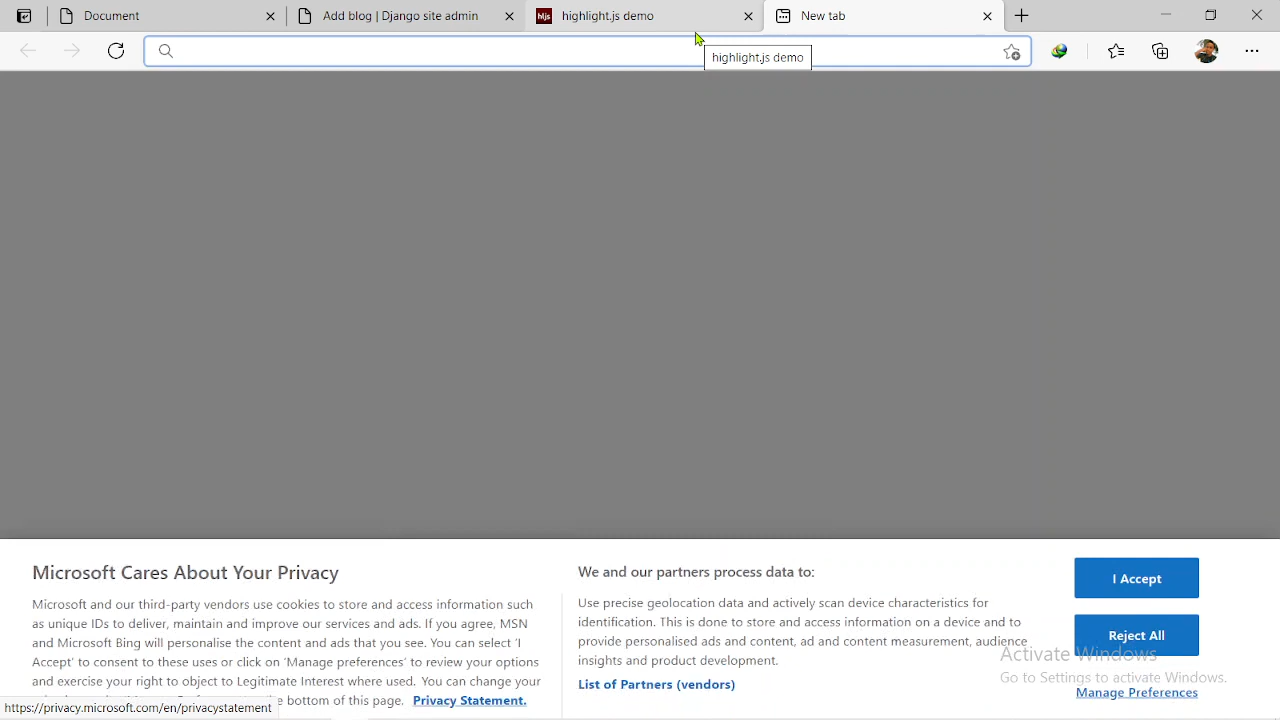 Document
Add blog | Django site admin
hljs
highlight.js demo
New tab
highlight.js demo
Microsoft Cares About Your Privacy
Microsoft and our third-party vendors use cookies to store and access information such
as unique IDs to deliver, maintain and improve our services and ads. If you agree, MSN
and Microsoft Bing will personalise the content and ads that you see. You can select 'I
Accept' to consent to these uses or click on 'Manage preferences' to review your options
and exercise your right to object to Legitimate Interest where used. You can change your
e bottom of this page. Privacy Statement.
https://privacy.microsoft.com/en/privacystatement
We and our partners process data to:
Use precise geolocation data and actively scan device characteristics for
identification. This is done to store and access information on a device and to
provide personalised ads and content, ad and content measurement, audience
insights and product development.
List of Partners (vendors)
I Accept
Reject All
Activate Windows
Go to Settings to activate Windows.
Manage Preferences